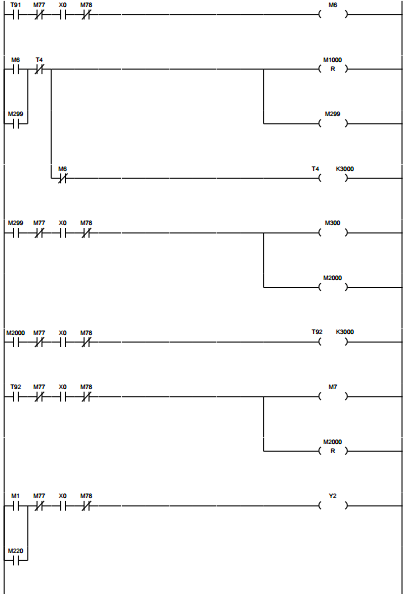 T91 M77 X0 M78 M6
M6 T4 M1000
R
M299 M299
M6 T4 K3000
M299 M77 X0 M78 M300
M2000
M2000 M77 X0 M78 T92 K3000
T92 M77 X0 M78 M7
M2000
R
M1 M77 X0 M78 Y2
M220